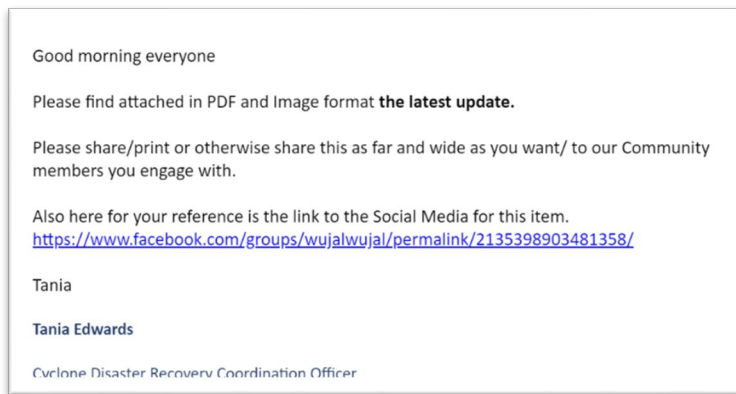 Good morning everyone
Please find attached in PDF and Image format the latest update.
Please share/print or otherwise share this as far and wide as you want/ to our Community
members you engage with.
Also here for your reference is the link to the Social Media for this item.
https://www.facebook.com/groups/wujalwujal/permalink/2135398903481358/
Tania
Tania Edwards
Cyclone Disaster Recovery Coordination Officer